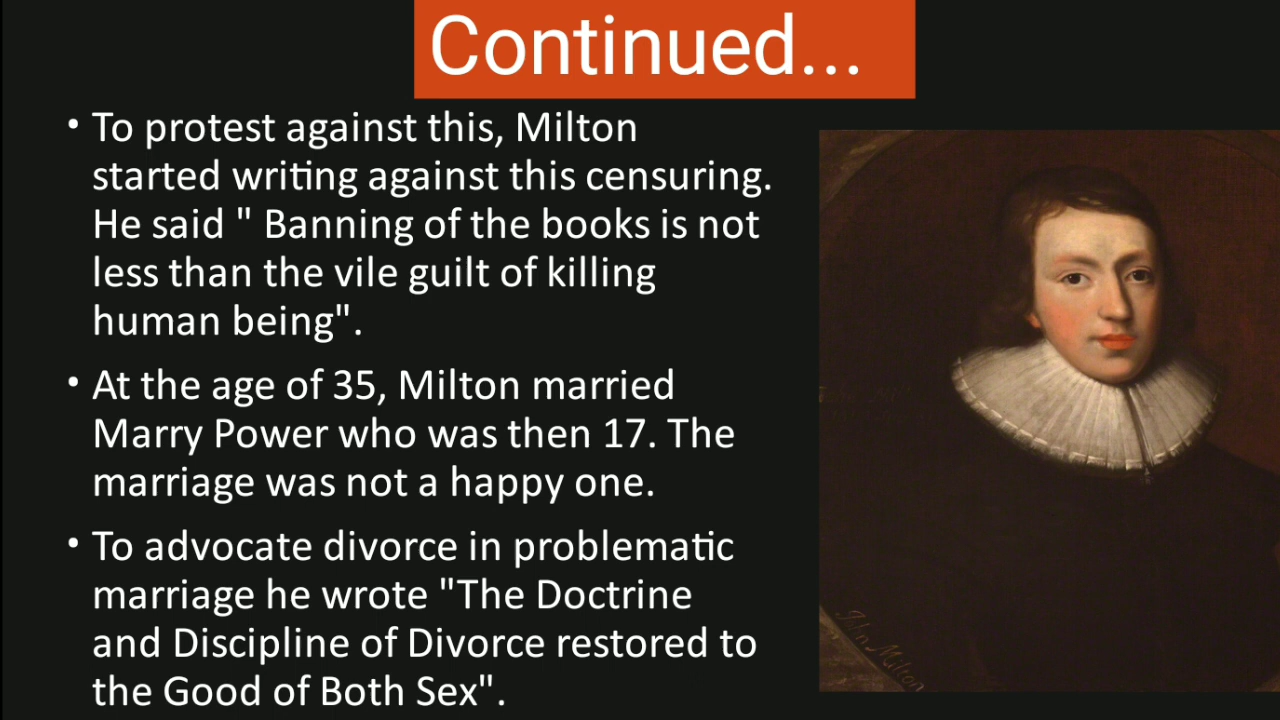 Continued...
• To protest against this, Milton
started writing against this censuring.
He said " Banning of the books is not
less than the vile guilt of killing
human being".
• At the age of 35, Milton married
Marry Power who was then 17. The
marriage was not a happy one.
• To advocate divorce in problematic
marriage he wrote "The Doctrine
and Discipline of Divorce restored to
the Good of Both Sex".
John Milton